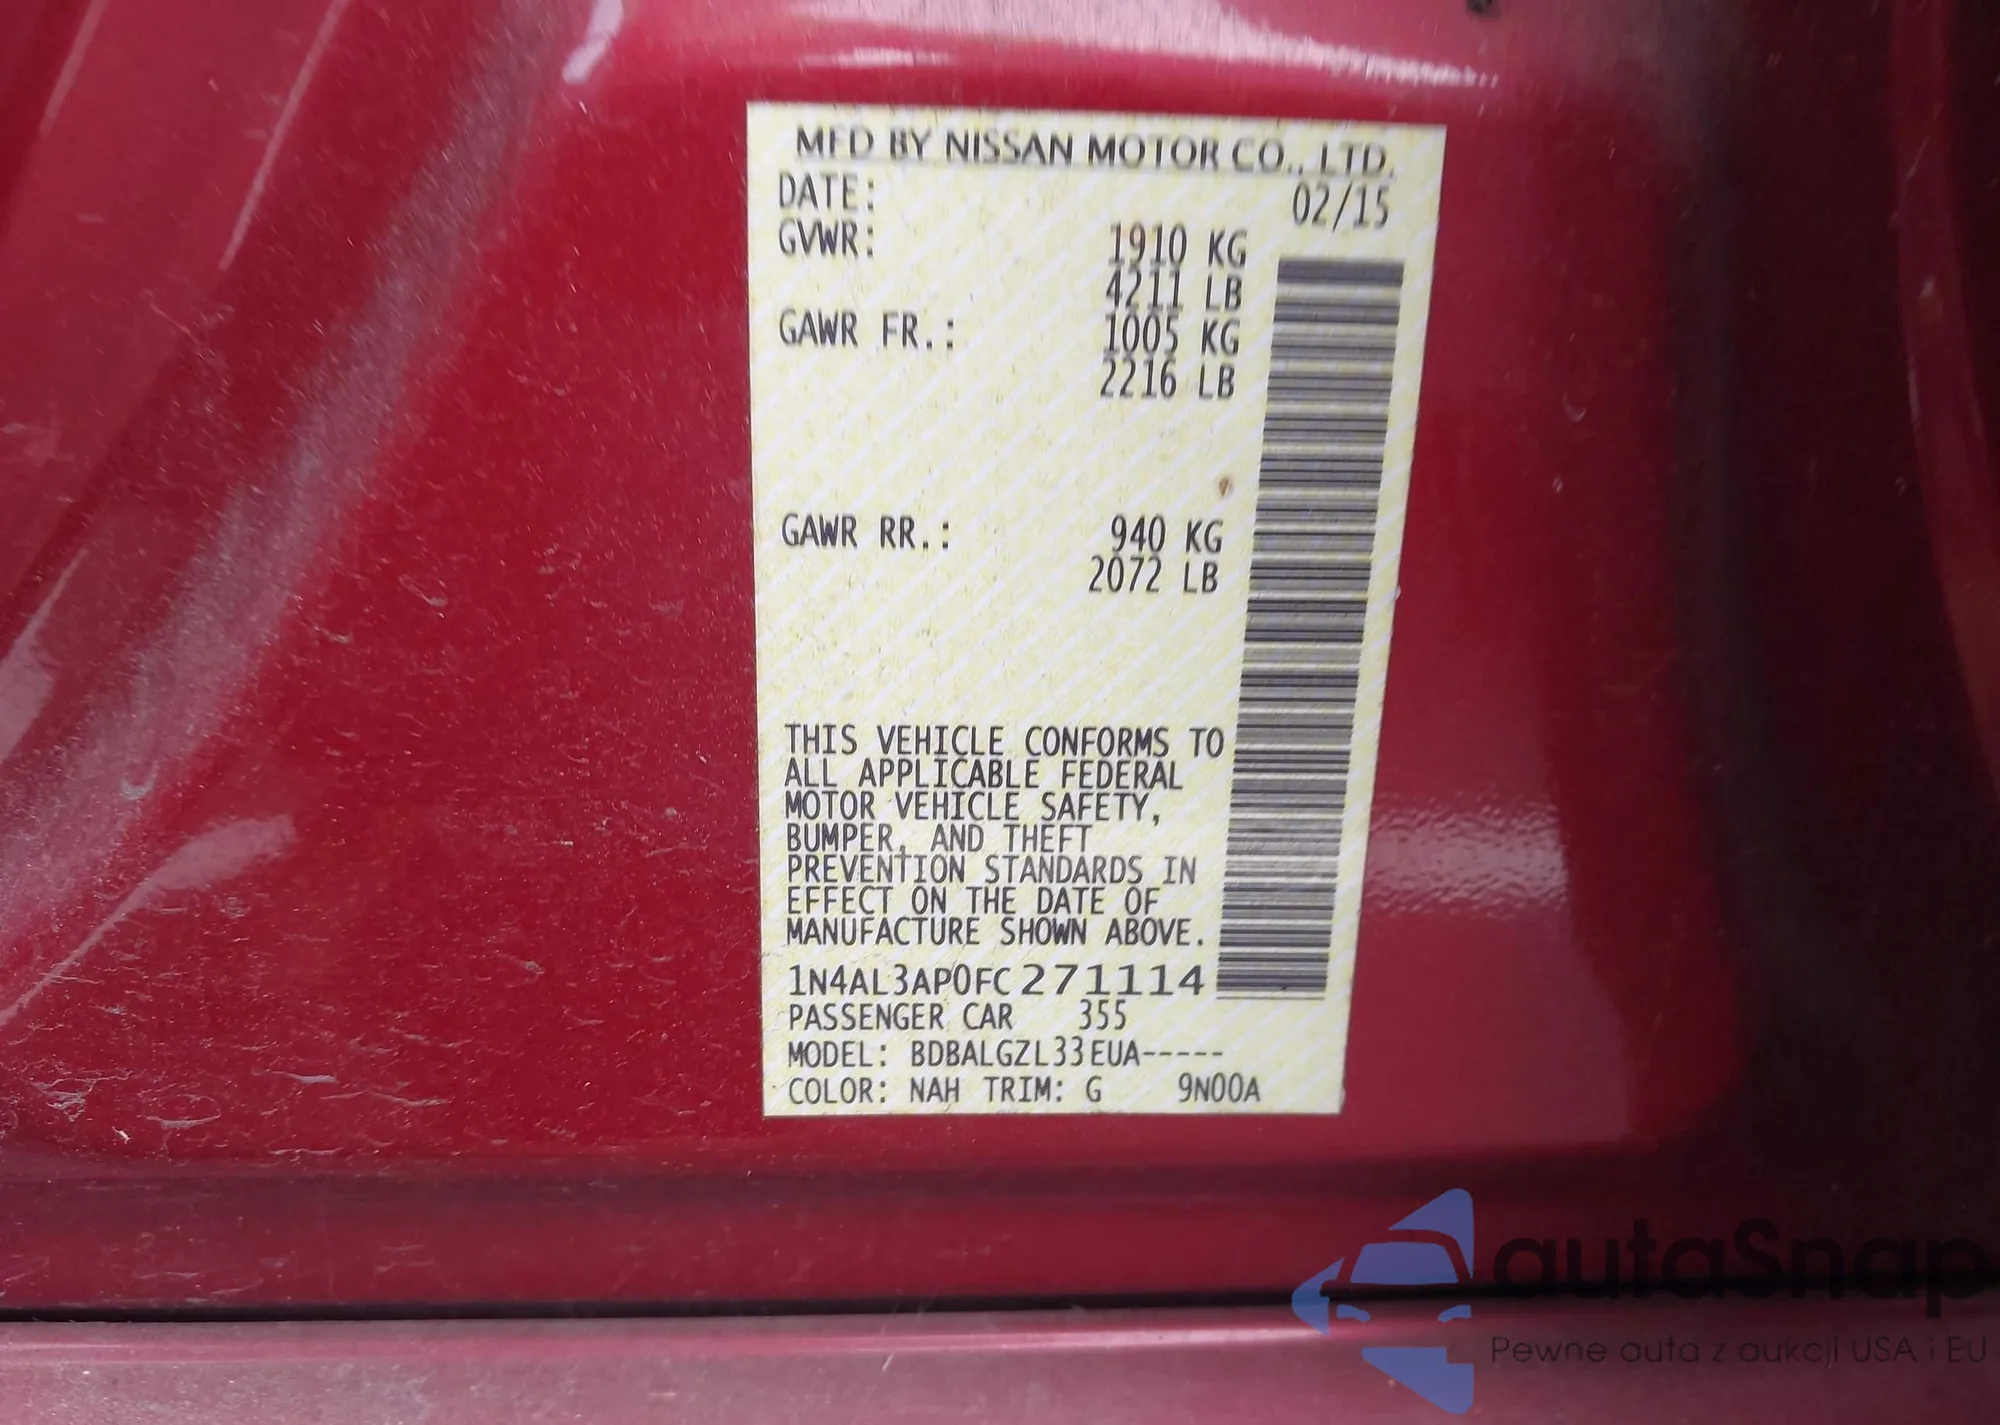 MFD BY NISSAN MOTOR CO., LTD.
DATE: 02/15
GVWR: 1910 KG
4211 LB
GAWR FR.: 1005 KG
2216 LB
GAWR RR.: 940 KG
2072 LB
THIS VEHICLE CONFORMS TO
ALL APPLICABLE FEDERAL
MOTOR VEHICLE SAFETY,
BUMPER, AND THEFT
PREVENTION STANDARDS IN
EFFECT ON THE DATE OF
MANUFACTURE SHOWN ABOVE.
1N4AL3AP0FC271114
PASSENGER CAR 355
MODEL: BDBALGZL33EUA-----
COLOR: NAH TRIM: G 9N00A
autaSnap
Pewne auta z aukcji USA i EU